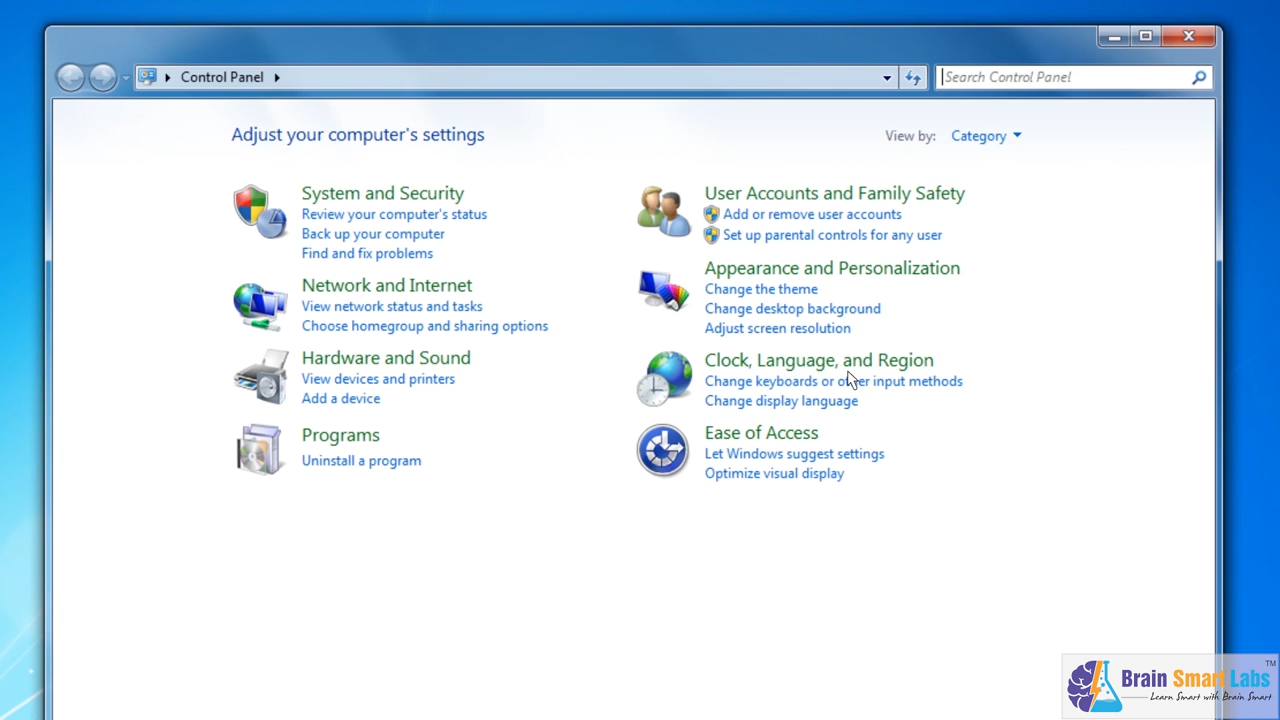 Control Panel
Search Control Panel
Adjust your computer's settings
View by: Category
System and Security
Review your computer's status
Back up your computer
Find and fix problems
Network and Internet
View network status and tasks
Choose homegroup and sharing options
Hardware and Sound
View devices and printers
Add a device
Programs
Uninstall a program
User Accounts and Family Safety
Add or remove user accounts
Set up parental controls for any user
Appearance and Personalization
Change the theme
Change desktop background
Adjust screen resolution
Clock, Language, and Region
Change keyboards or other input methods
Change display language
Ease of Access
Let Windows suggest settings
Optimize visual display
Brain Smart Labs TM
Learn Smart with Brain Smart